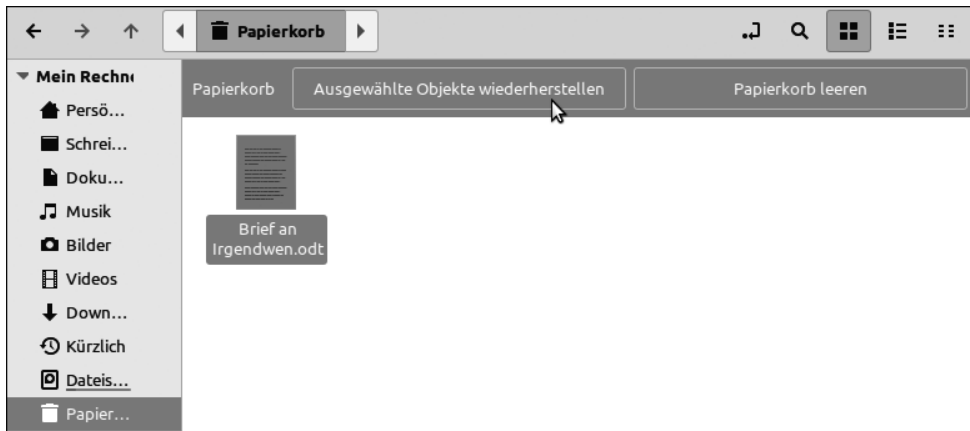 Papierkorb
Mein Rechne
Persö...
Schrei...
Doku...
Musik
Bilder
Videos
Down...
Kürzlich
Dateis...
Papier...
Papierkorb
Ausgewählte Objekte wiederherstellen
Papierkorb leeren
Brief an
Irgendwen.odt